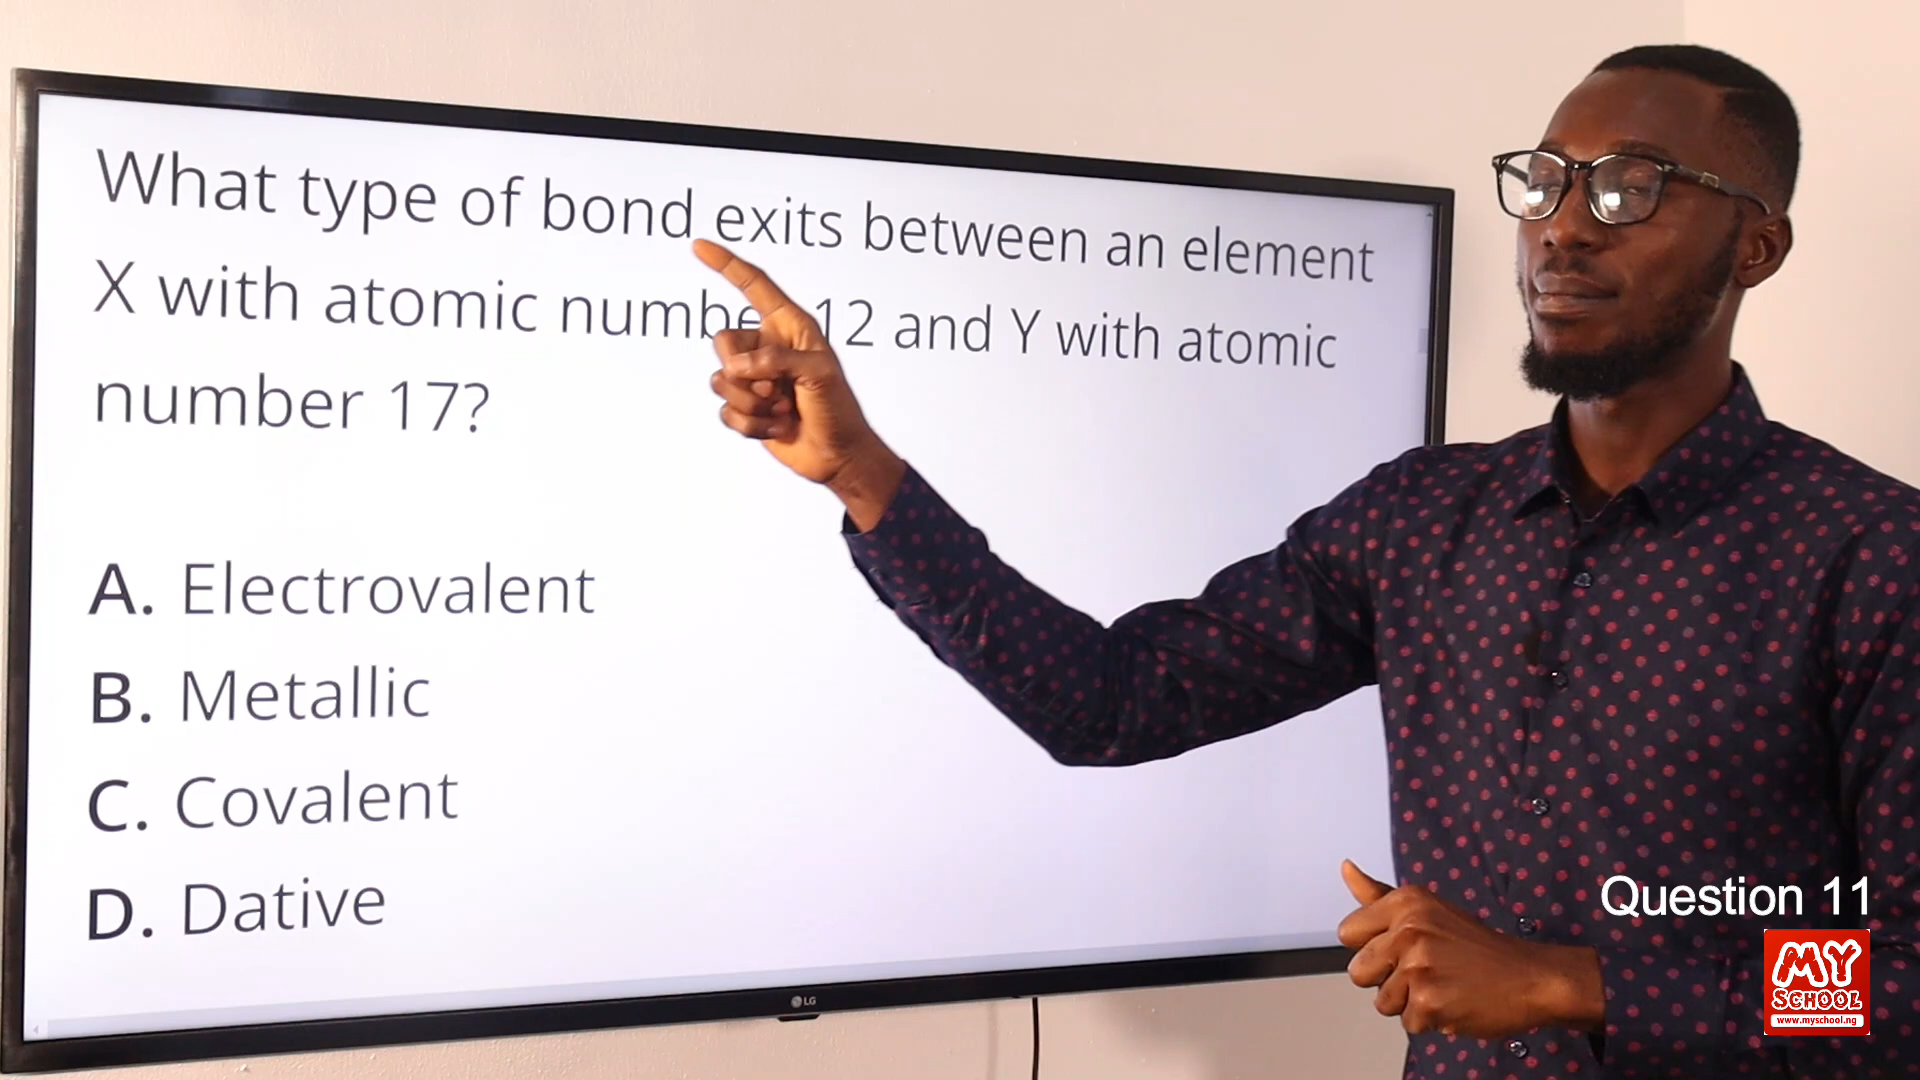 What type of bond exits between an element
X with atomic number 12 and Y with atomic
number 17?
A. Electrovalent
B. Metallic
C. Covalent
D. Dative
LG
Question 11
MY
SCHOOL
www.myschool.ng